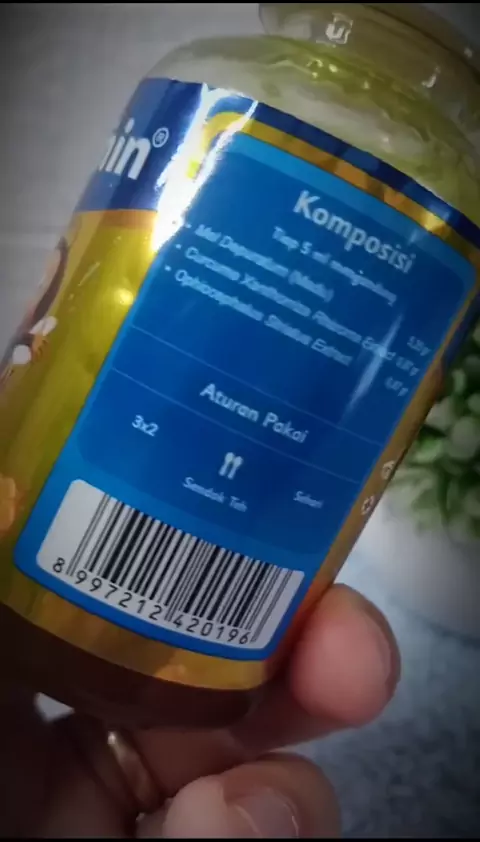 min®
Komposisi
Tiap 5 ml mengandung
• Mel Depuratum (Madu)
• Curcuma Xanthorriza Rhizoma Extract
• Ophiocephalus Striatus Extract
Aturan Pakai
3x2
Sendok Teh
Sehari
8 997212 420196